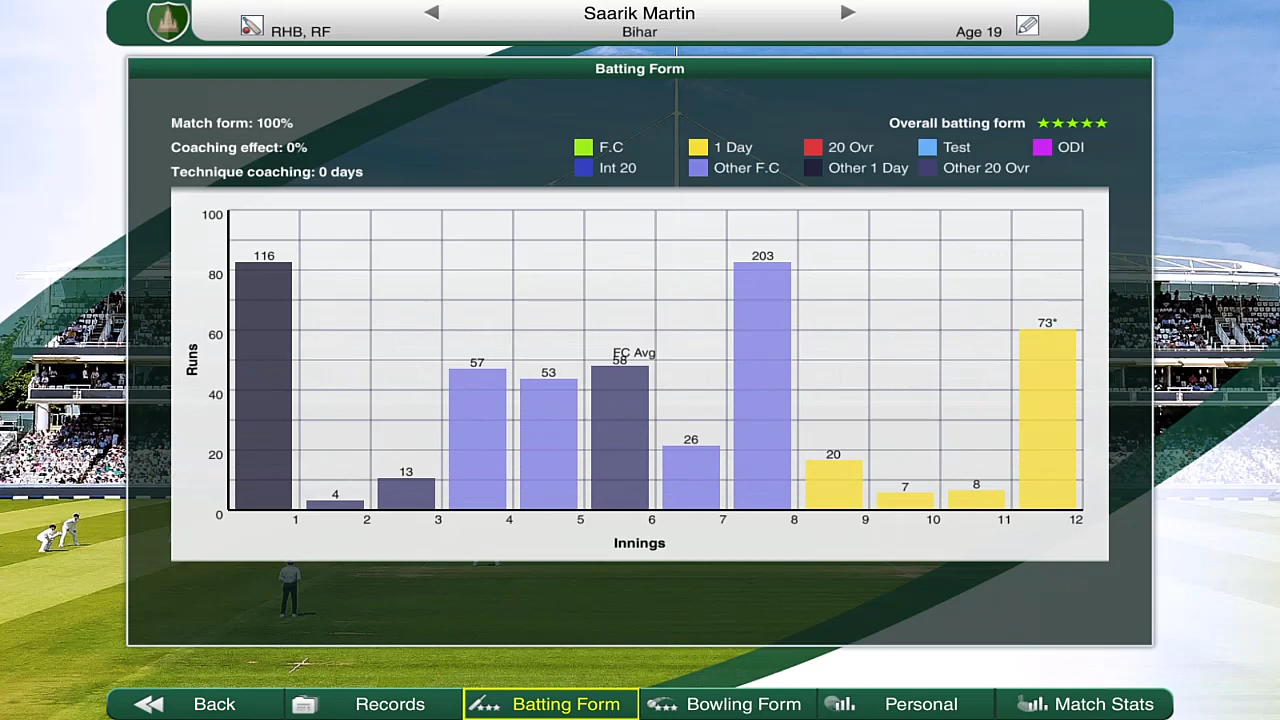 Saarik Martin
RHB, RF
Bihar
Age 19
Batting Form
Match form: 100%
Coaching effect: 0%
Technique coaching: 0 days
Overall batting form ★★★★★
F.C
1 Day
20 Ovr
Test
ODI
Int 20
Other F.C
Other 1 Day
Other 20 Ovr
100
80
60
40
20
0
Runs
116
4
13
57
53
FC Avg
58
26
203
20
7
8
73*
1 2 3 4 5 6 7 8 9 10 11 12
Innings
Back
Records
Batting Form
Bowling Form
Personal
Match Stats